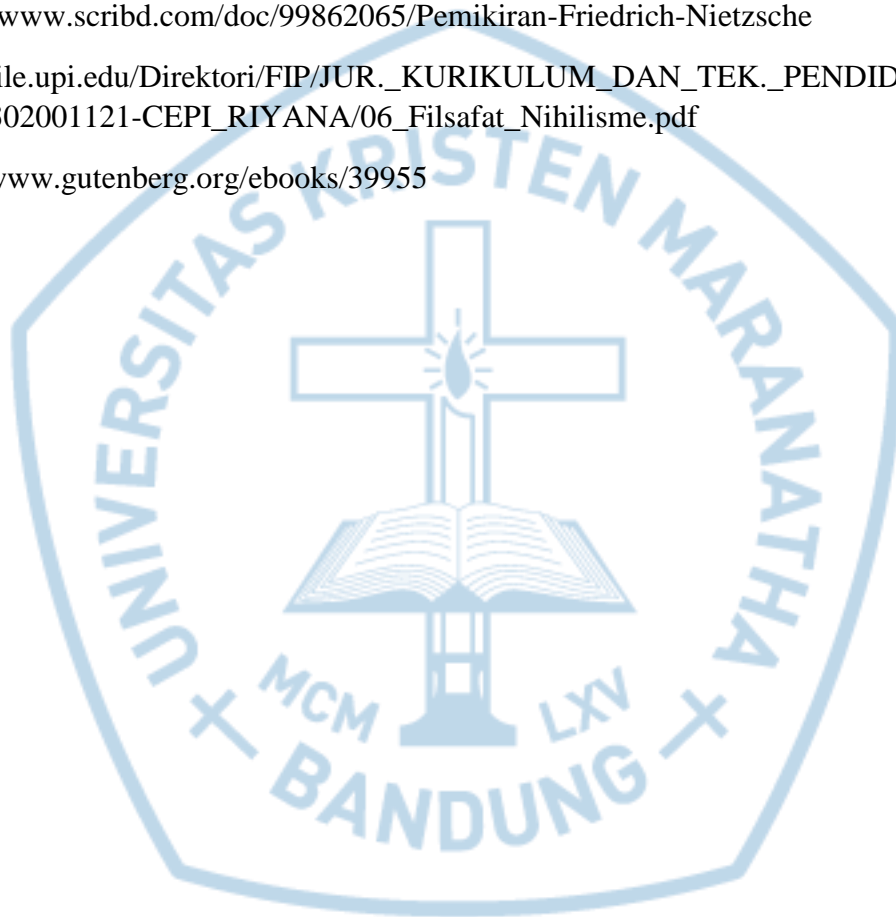 www.scribd.com/doc/99862065/Pemikiran-Friedrich-Nietzsche
ile.upi.edu/Direktori/FIP/JUR._KURIKULUM_DAN_TEK._PENDID
302001121-CEPI_RIYANA/06_Filsafat_Nihilisme.pdf
www.gutenberg.org/ebooks/39955
UNIVERSITAS KRISTEN MARANATHA
MCM LXV
BANDUNG